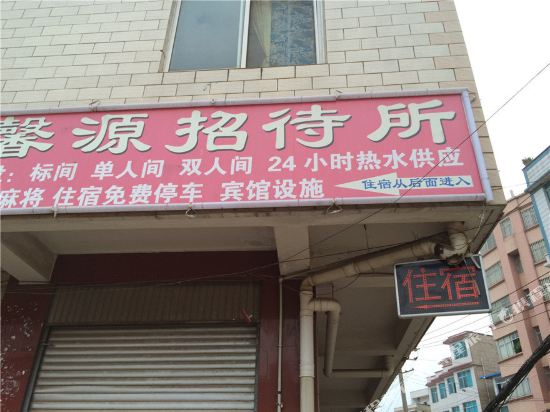 馨源招待所
：标间 单人间 双人间 24小时热水供应
麻将 住宿免费停车 宾馆设施
住宿从后面进入
住宿